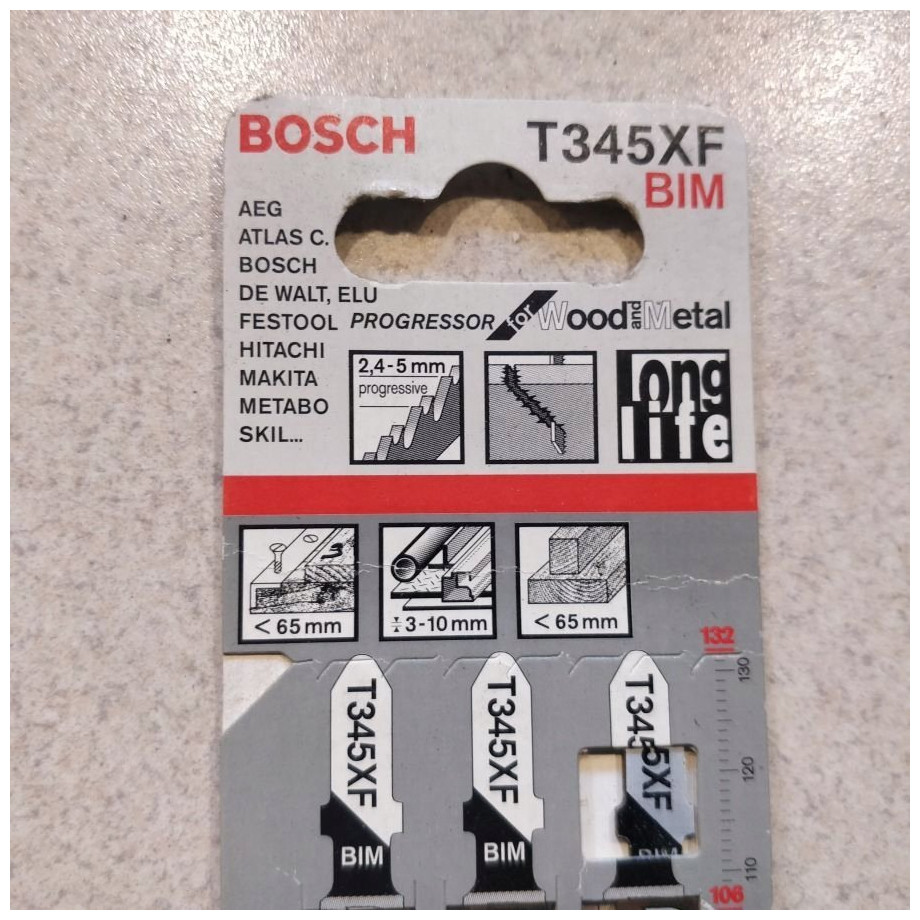 BOSCH
T345XF
BIM
AEG
ATLAS C.
BOSCH
DE WALT, ELU
FESTOOL
HITACHI
MAKITA
METABO
SKIL...
PROGRESSOR for Wood and Metal
2,4-5 mm
progressive
long
life
< 65 mm
3-10 mm
< 65 mm
132
130
120
110
106
T345XF
BIM
T345XF
BIM
T345XF
BIM